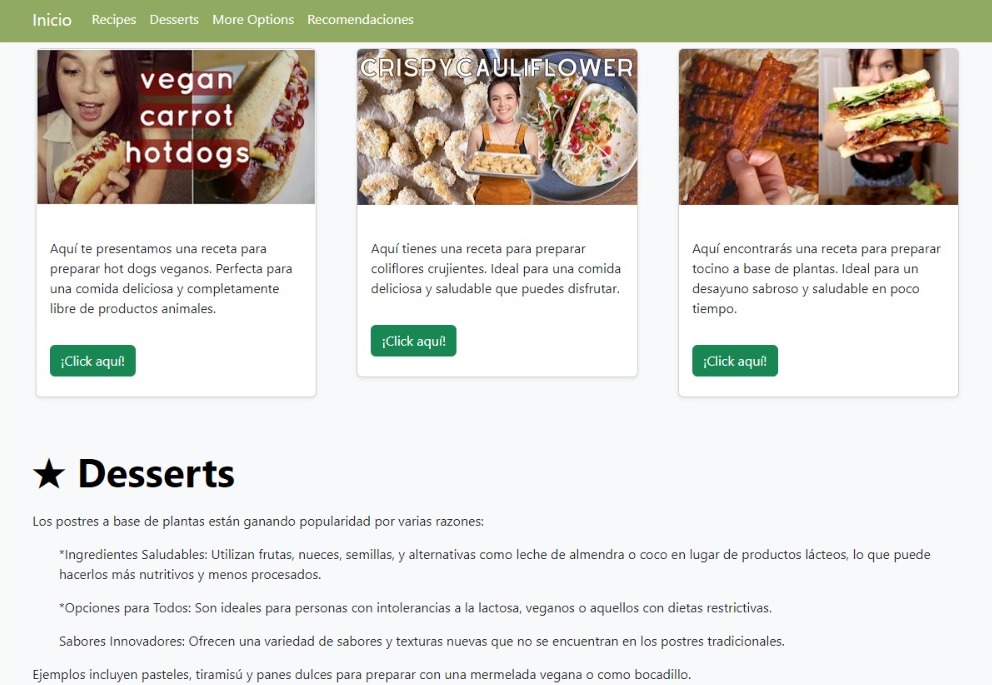 Inicio Recipes Desserts More Options Recomendaciones
vegan
carrot
hotdogs
CRISPY CAULIFLOWER
Aquí te presentamos una receta para
preparar hot dogs veganos. Perfecta para
una comida deliciosa y completamente
libre de productos animales.
¡Click aquí!
Aquí tienes una receta para preparar
coliflores crujientes. Ideal para una comida
deliciosa y saludable que puedes disfrutar.
¡Click aquí!
Aquí encontrarás una receta para preparar
tocino a base de plantas. Ideal para un
desayuno sabroso y saludable en poco
tiempo.
¡Click aquí!
★ Desserts
Los postres a base de plantas están ganando popularidad por varias razones:
*Ingredientes Saludables: Utilizan frutas, nueces, semillas, y alternativas como leche de almendra o coco en lugar de productos lácteos, lo que puede
hacerlos más nutritivos y menos procesados.
*Opciones para Todos: Son ideales para personas con intolerancias a la lactosa, veganos o aquellos con dietas restrictivas.
Sabores Innovadores: Ofrecen una variedad de sabores y texturas nuevas que no se encuentran en los postres tradicionales.
Ejemplos incluyen pasteles, tiramisú y panes dulces para preparar con una mermelada vegana o como bocadillo.